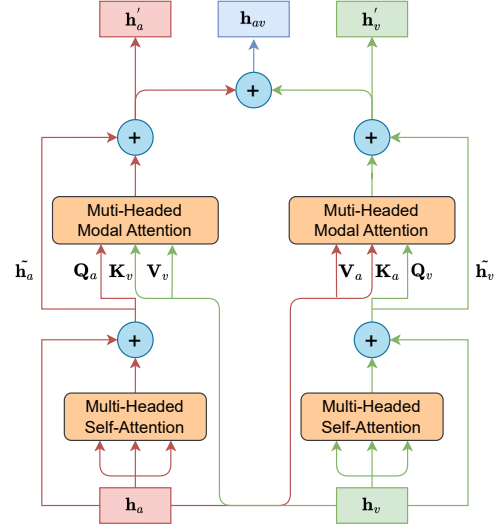 h′ₐ h_av h′ᵥ
+
+ +
Muti-Headed
Modal Attention
Muti-Headed
Modal Attention
h̃ₐ Qₐ Kᵥ Vᵥ Vₐ Kₐ Qᵥ h̃ᵥ
+ +
Multi-Headed
Self-Attention
Multi-Headed
Self-Attention
hₐ hᵥ